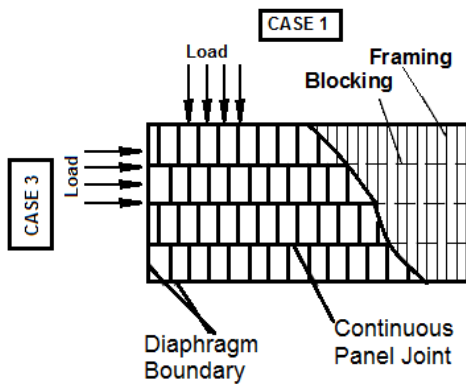 CASE 1
Load
Framing
Blocking
CASE 3
Load
Diaphragm
Boundary
Continuous
Panel Joint